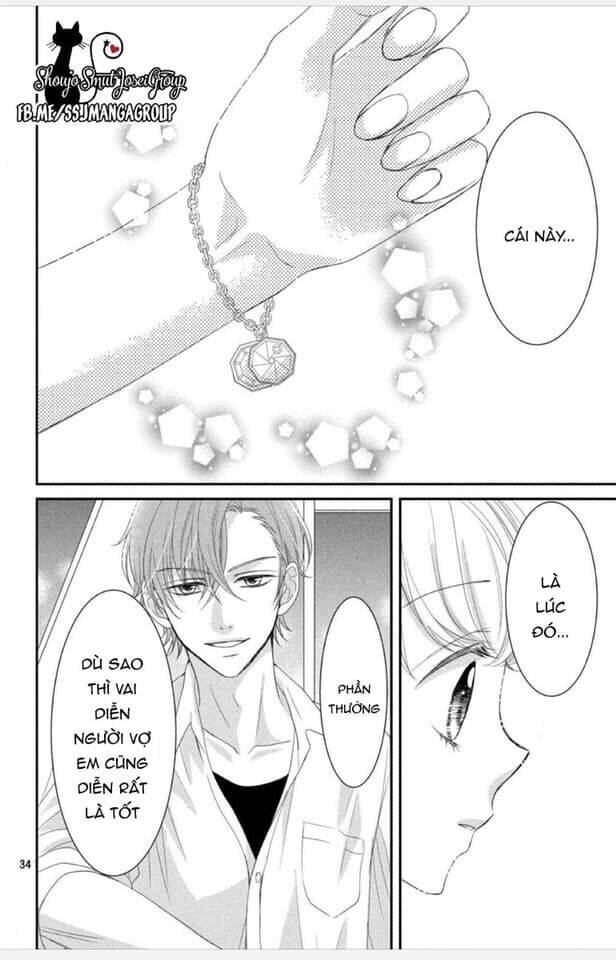 Shoujo Smut Josei Group
FB.ME/SSJMANGAGROUP
CÁI NÀY...
LÀ
LÚC
ĐÓ...
PHẦN
THƯỞNG
DÙ SAO
THÌ VAI
DIỄN
NGƯỜI VỢ
EM CŨNG
DIỄN RẤT
LÀ TỐT
34